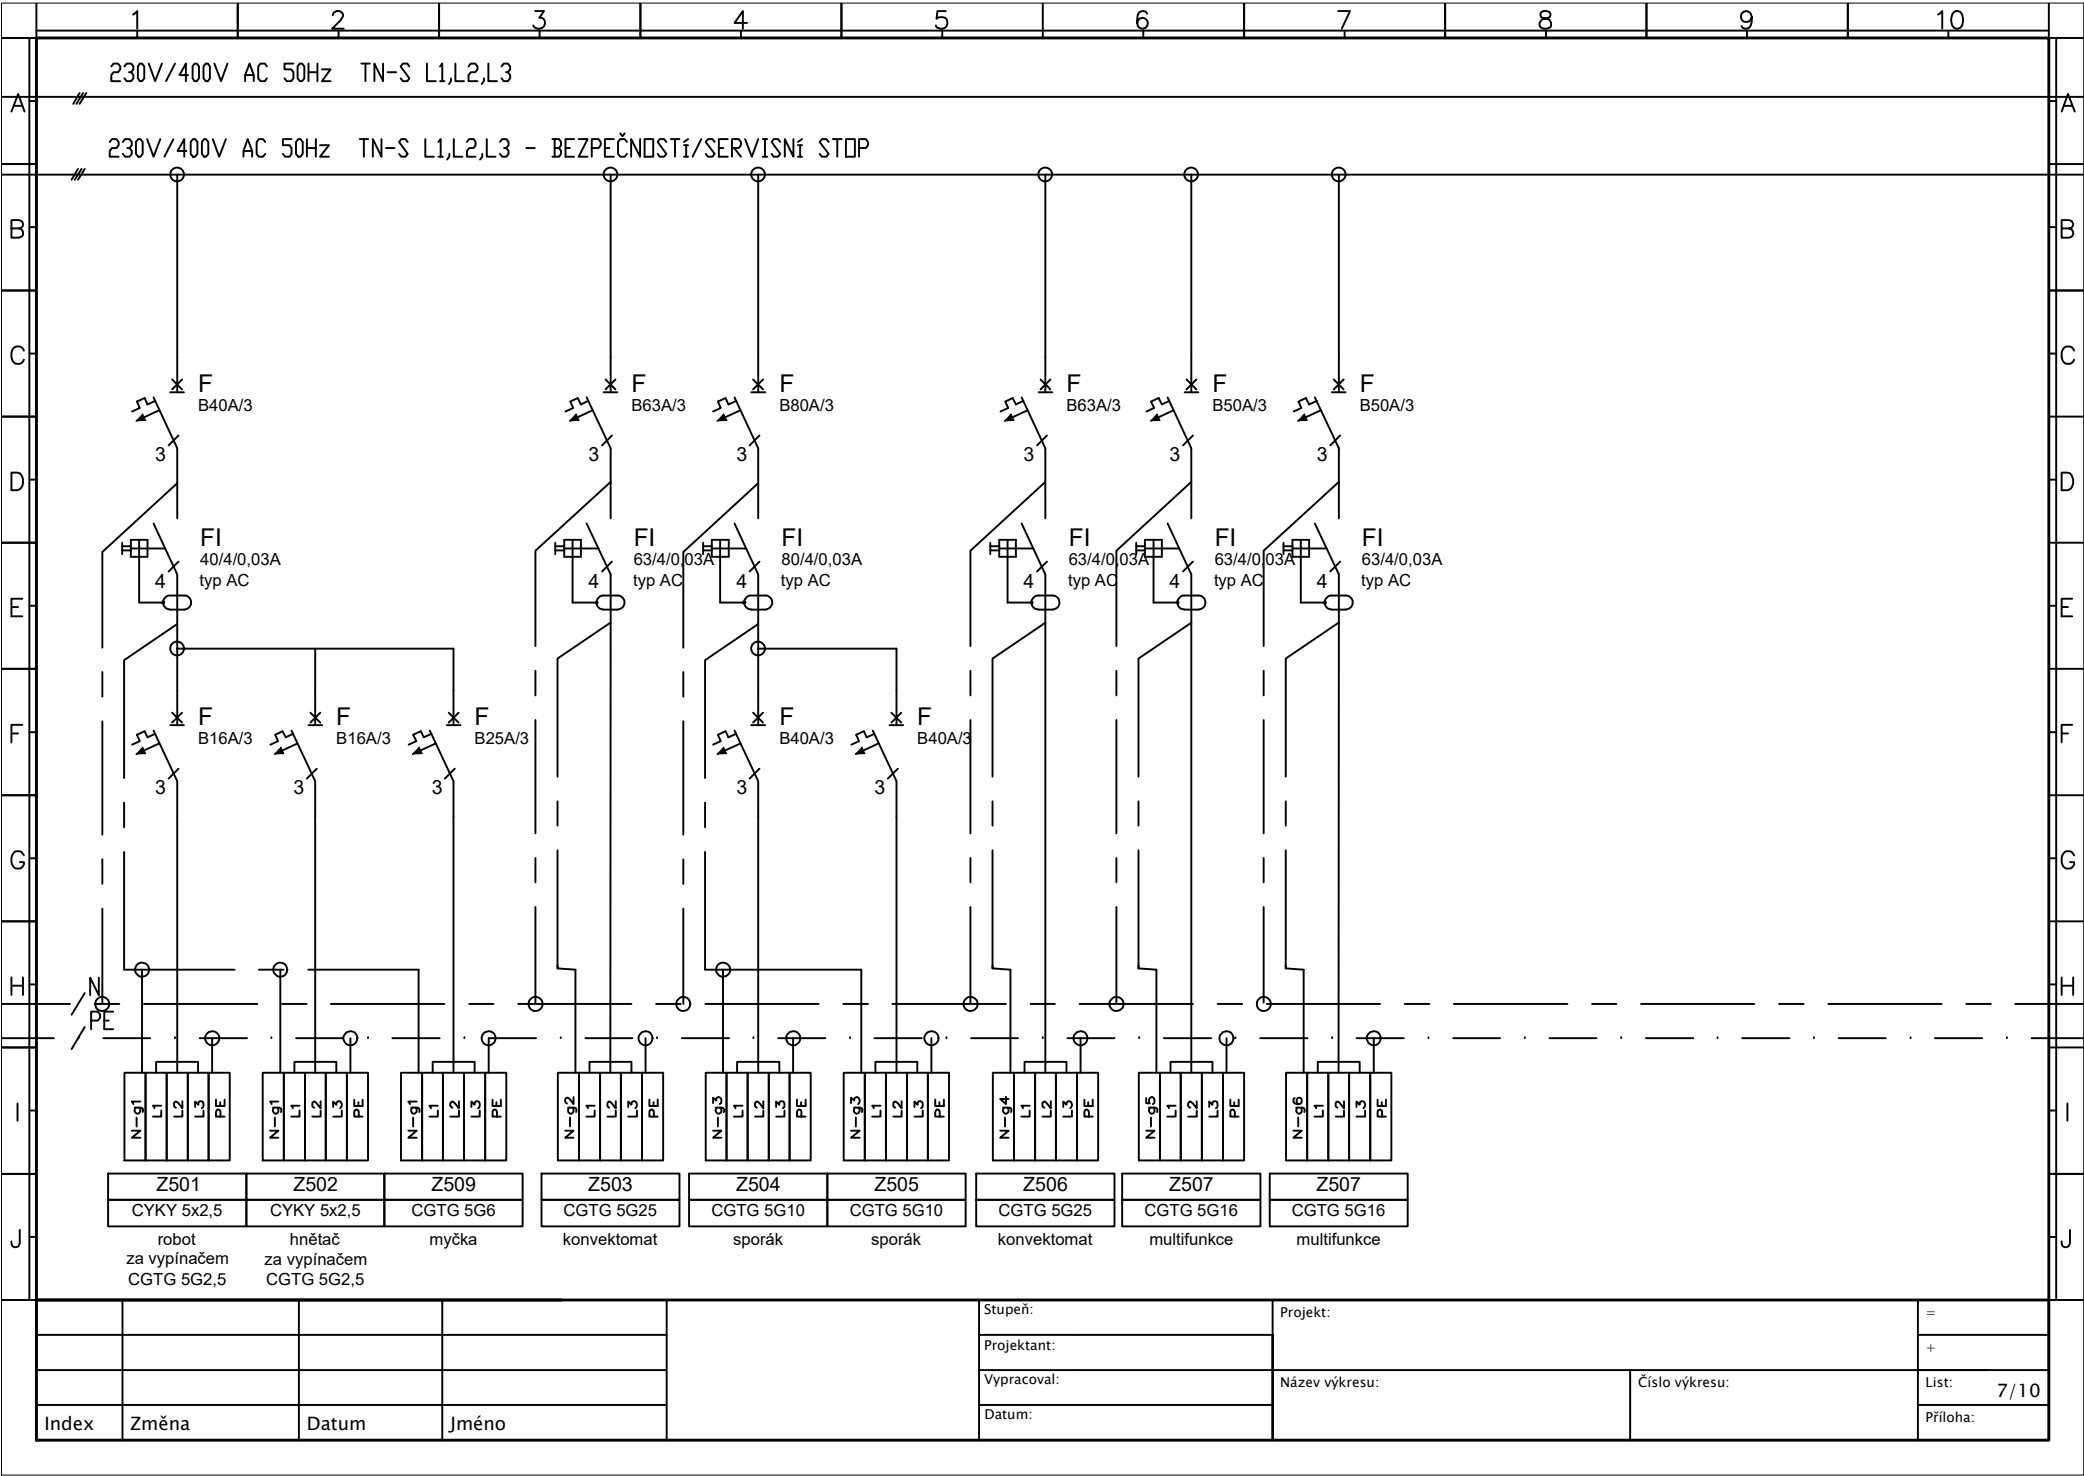 1 2 3 4 5 6 7 8 9 10
230V/400V AC 50Hz TN-S L1,L2,L3
A A
230V/400V AC 50Hz TN-S L1,L2,L3 - BEZPEČNOSTí/SERVISNí STOP
B B
C C
F F F F F F
B40A/3 B63A/3 B80A/3 B63A/3 B50A/3 B50A/3
3 3 3 3 3 3
D D
FI FI FI FI FI FI
40/4/0,03A 63/4/0,03A 80/4/0,03A 63/4/0,03A 63/4/0,03A 63/4/0,03A
typ AC typ AC typ AC typ AC typ AC typ AC
4 4 4 4 4 4
E E
F F F F F
B16A/3 B16A/3 B25A/3 B40A/3 B40A/3
F F
3 3 3 3 3
G G
H N H
PE
N-g1 L1 L2 L3 PE N-g1 L1 L2 L3 PE N-g1 L1 L2 L3 PE N-g2 L1 L2 L3 PE N-g3 L1 L2 L3 PE N-g3 L1 L2 L3 PE N-g4 L1 L2 L3 PE N-g5 L1 L2 L3 PE N-g6 L1 L2 L3 PE
I I
Z501 Z502 Z509 Z503 Z504 Z505 Z506 Z507 Z507
CYKY 5x2,5 CYKY 5x2,5 CGTG 5G6 CGTG 5G25 CGTG 5G10 CGTG 5G10 CGTG 5G25 CGTG 5G16 CGTG 5G16
J robot hnětač myčka konvektomat sporák sporák konvektomat multifunkce multifunkce J
za vypínačem za vypínačem
CGTG 5G2,5 CGTG 5G2,5
Stupeň: Projekt: =
Projektant: +
Vypracoval: Název výkresu: Číslo výkresu: List: 7/10
Index Změna Datum Jméno Datum: Příloha: